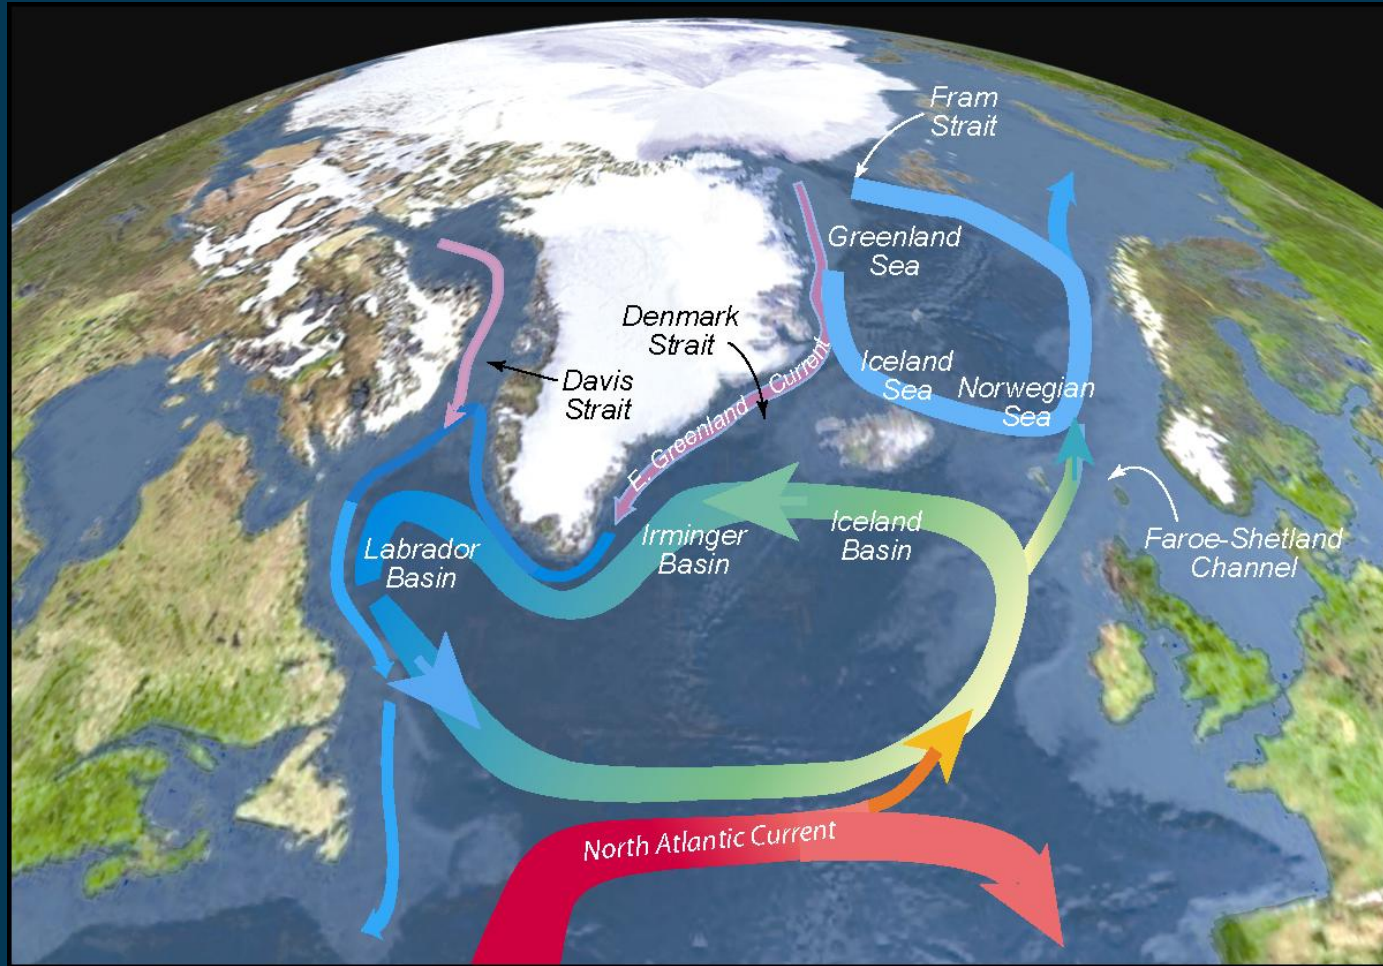 Fram
Strait
Greenland
Sea
Denmark
Strait
Iceland
Sea
Norwegian
Sea
Davis
Strait
E. Greenland Current
Labrador
Basin
Irminger
Basin
Iceland
Basin
Faroe-Shetland
Channel
North Atlantic Current